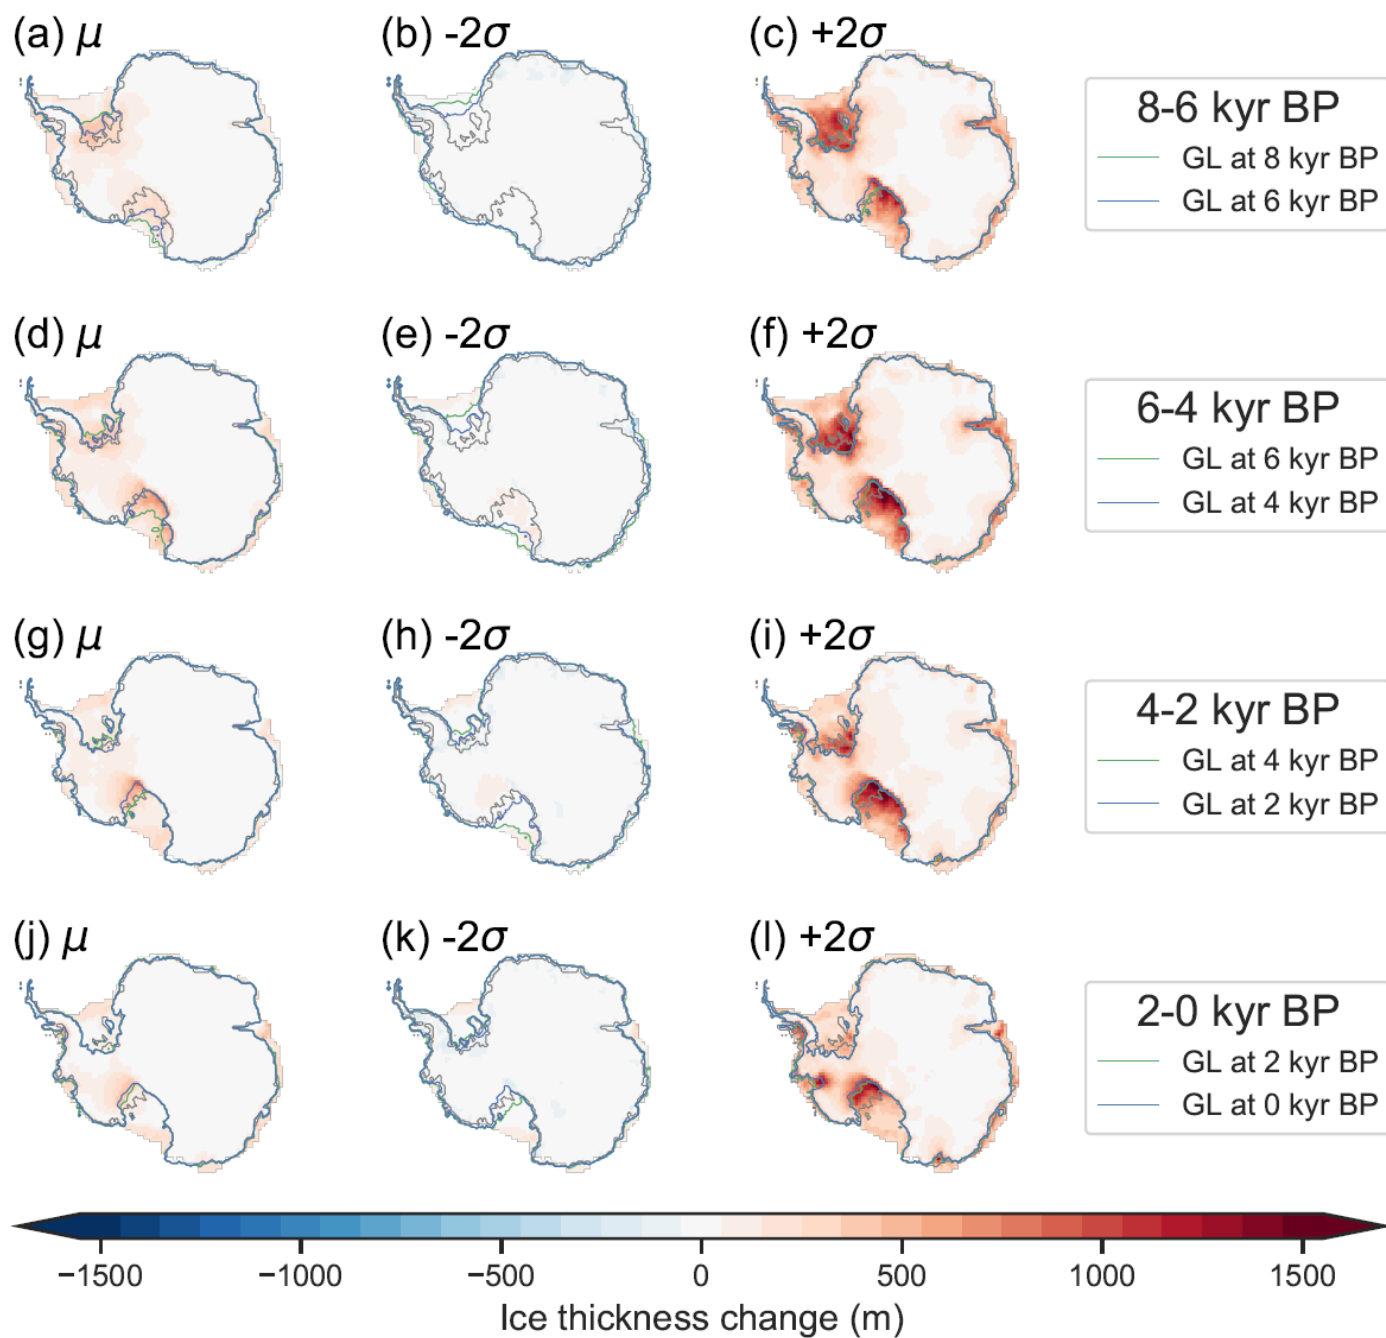 (a) μ
(b) -2σ
(c) +2σ
8-6 kyr BP
GL at 8 kyr BP
GL at 6 kyr BP
(d) μ
(e) -2σ
(f) +2σ
6-4 kyr BP
GL at 6 kyr BP
GL at 4 kyr BP
(g) μ
(h) -2σ
(i) +2σ
4-2 kyr BP
GL at 4 kyr BP
GL at 2 kyr BP
(j) μ
(k) -2σ
(l) +2σ
2-0 kyr BP
GL at 2 kyr BP
GL at 0 kyr BP
−1500 −1000 −500 0 500 1000 1500
Ice thickness change (m)